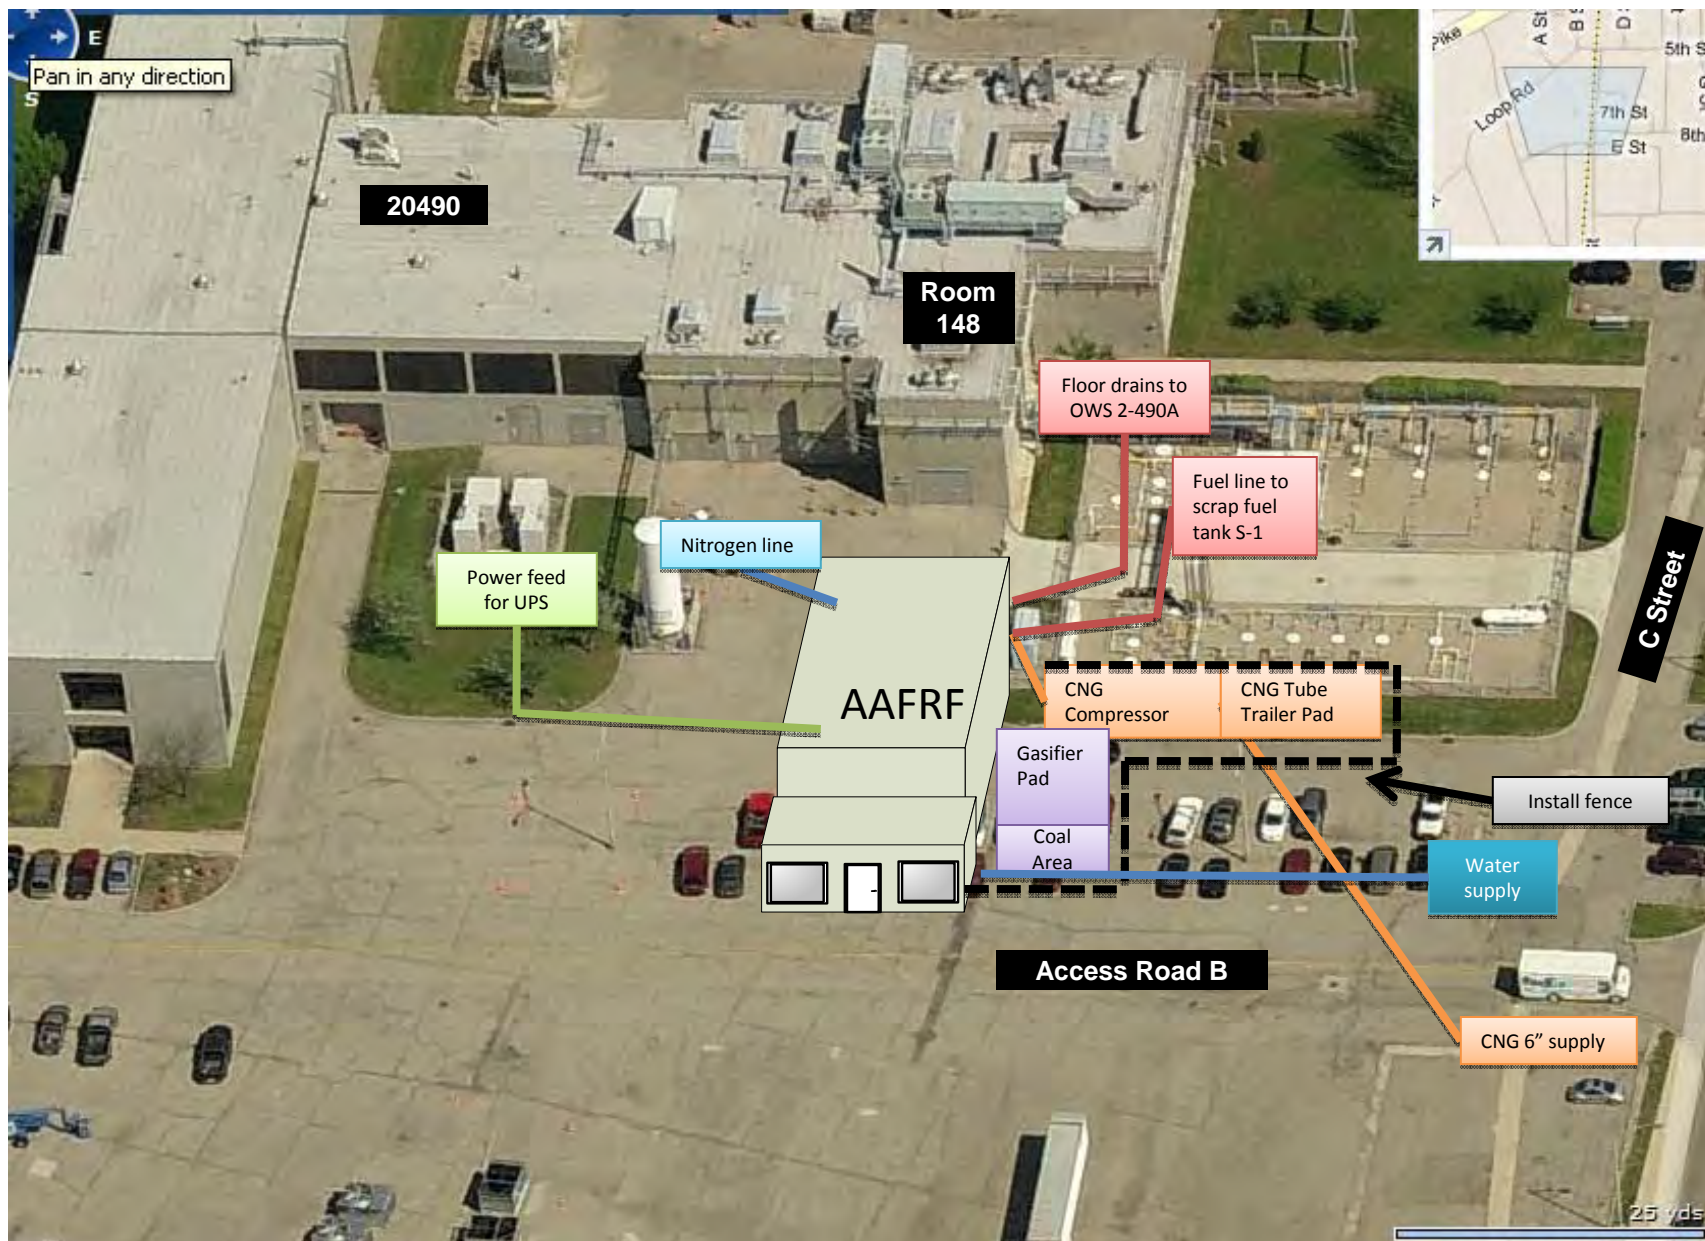 E
Pan in any direction
S
Pike
A St
B S
D S
5th S
Loop Rd
7th St
8th
E St
20490
Room
148
Floor drains to
OWS 2-490A
Fuel line to
scrap fuel
tank S-1
Nitrogen line
Power feed
for UPS
C Street
AAFRF
CNG
Compressor
CNG Tube
Trailer Pad
Gasifier
Pad
Install fence
Coal
Area
Water
supply
Access Road B
CNG 6” supply
25 yds